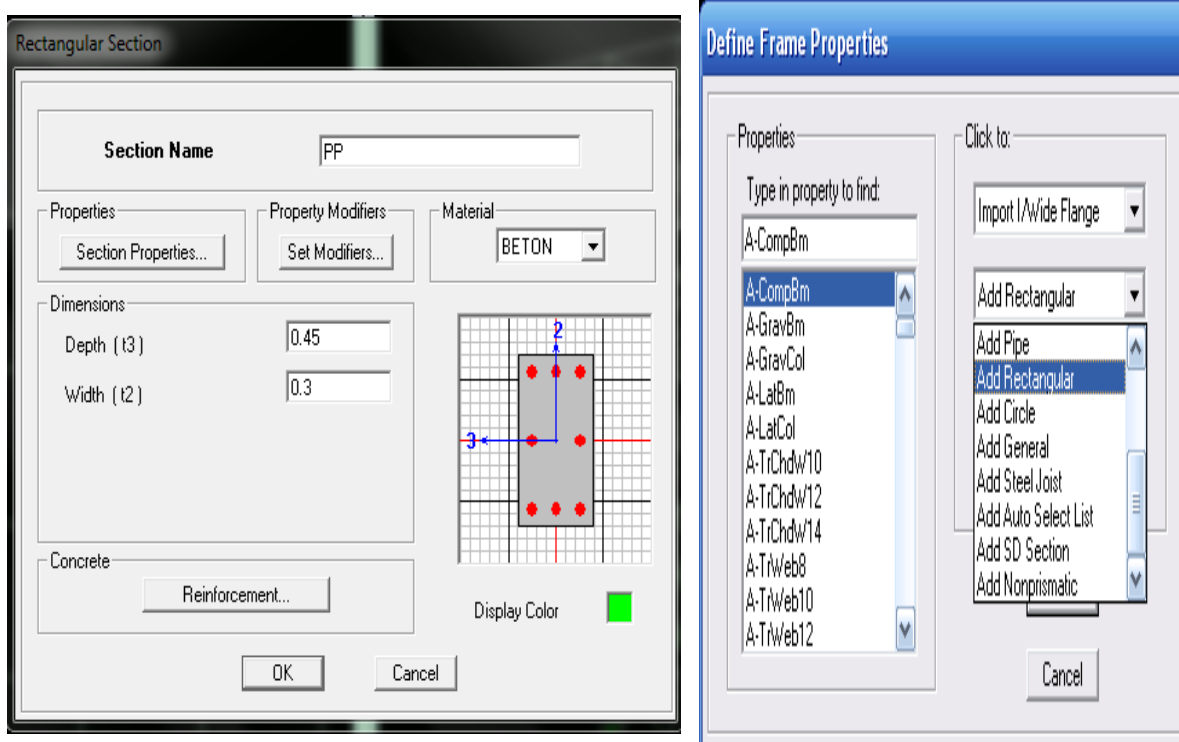 Rectangular Section
Section Name
PP
Properties
Property Modifiers
Material
Section Properties...
Set Modifiers...
BETON
Dimensions
Depth ( t3 )
0.45
Width ( t2 )
0.3
2
3
Concrete
Reinforcement...
Display Color
OK
Cancel
Define Frame Properties
Properties
Type in property to find:
A-CompBm
A-CompBm
A-GravBm
A-GravCol
A-LatBm
A-LatCol
A-TrChdW10
A-TrChdW12
A-TrChdW14
A-TrWeb8
A-TrWeb10
A-TrWeb12
Click to:
Import I/Wide Flange
Add Rectangular
Add Pipe
Add Rectangular
Add Circle
Add General
Add Steel Joist
Add Auto Select List
Add SD Section
Add Nonprismatic
Cancel